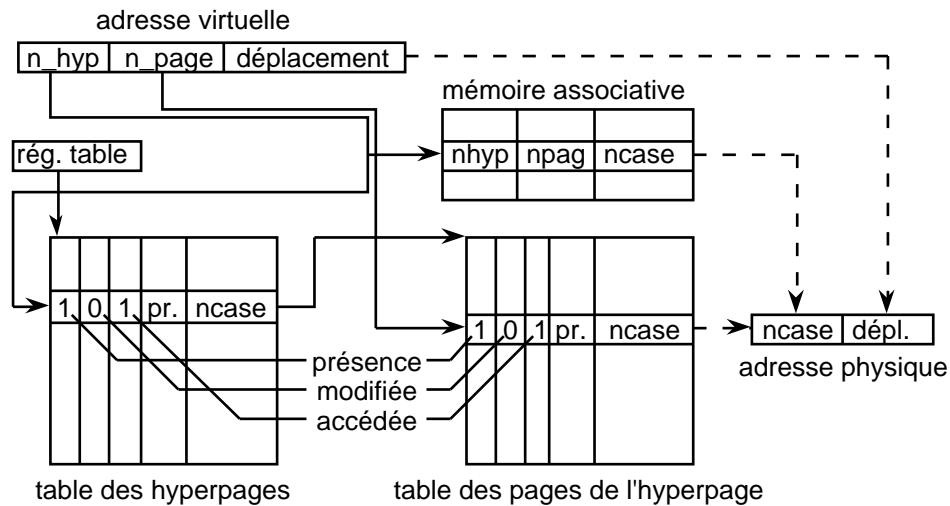 adresse virtuelle
n_hyp n_page déplacement
mémoire associative
rég. table
nhyp npag ncase
1 0 1 pr. ncase
1 0 1 pr. ncase
ncase dépl.
présence
modifiée
accédée
adresse physique
table des hyperpages
table des pages de l'hyperpage